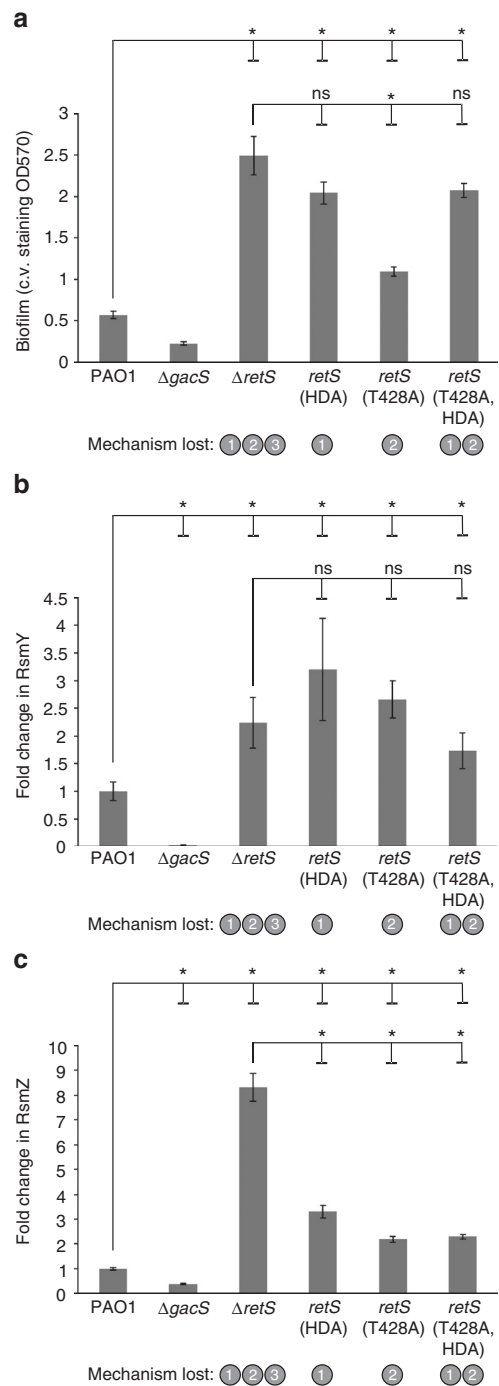 a
* * * * *
ns * ns
3
2.5
2
1.5
1
0.5
0
Biofilm (c.v. staining OD570)
PAO1 ΔgacS ΔretS retS retS retS
(HDA) (T428A) (T428A,
HDA)
Mechanism lost: 1 2 3 1 2 1 2
b
* * * * *
ns ns ns
4.5
4
3.5
3
2.5
2
1.5
1
0.5
0
Fold change in RsmY
PAO1 ΔgacS ΔretS retS retS retS
(HDA) (T428A) (T428A,
HDA)
Mechanism lost: 1 2 3 1 2 1 2
c
* * * * *
* * *
10
9
8
7
6
5
4
3
2
1
0
Fold change in RsmZ
PAO1 ΔgacS ΔretS retS retS retS
(HDA) (T428A) (T428A,
HDA)
Mechanism lost: 1 2 3 1 2 1 2